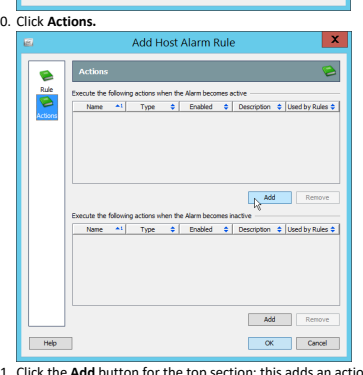 0. Click Actions.
Add Host Alarm Rule
X
Rule
Actions
Actions
Execute the following actions when the Alarm becomes active
Name 1 Type Enabled Description Used by Rules
Add Remove
Execute the following actions when the Alarm becomes inactive
Name 1 Type Enabled Description Used by Rules
Add Remove
Help OK Cancel
1. Click the Add button for the top section; this adds an actio